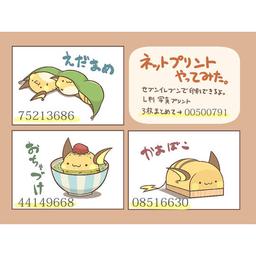 えだまめ
75213686
ネットプリント
やってみた。
セブンイレブンで印刷できるよ。
L判 写真プリント
3枚まとめて→00500791
おちゃづけ
44149668
かまぼこ
08516630